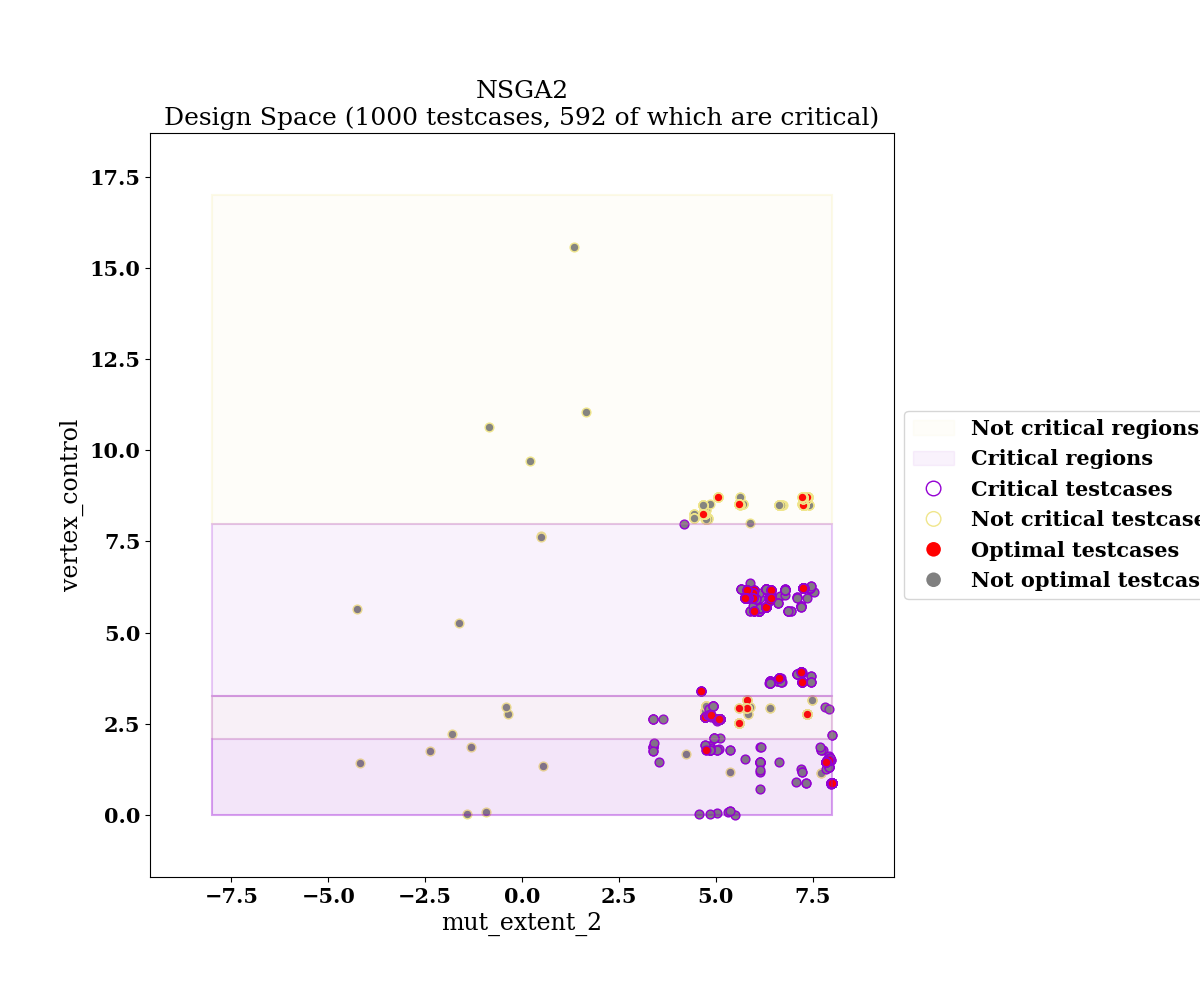 NSGA2
Design Space (1000 testcases, 592 of which are critical)
17.5
15.0
12.5
10.0
7.5
5.0
2.5
0.0
vertex_control
−7.5
−5.0
−2.5
0.0
2.5
5.0
7.5
mut_extent_2
Not critical regions
Critical regions
Critical testcases
Not critical testcase
Optimal testcases
Not optimal testcas